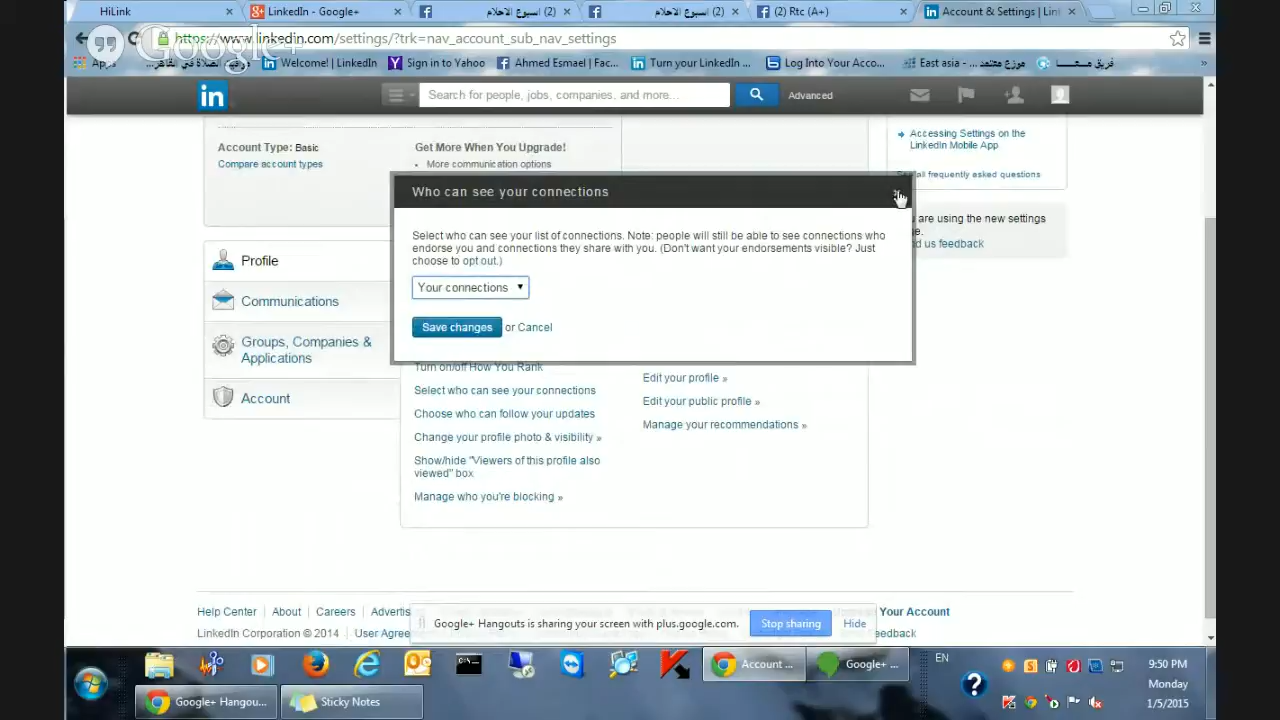 HiLink
LinkedIn - Google+
(2) اسبوع الاحلام
(2) اسبوع الاحلام
(2) Rtc (A+)
Account & Settings | Lin
https://www.linkedin.com/settings/?trk=nav_account_sub_nav_settings
Google+
Apps
Welcome! | LinkedIn
Sign in to Yahoo
Ahmed Esmael | Fac...
Turn your LinkedIn ...
Log Into Your Acco...
East asia - موزع معتمد
in
Search for people, jobs, companies, and more...
Advanced
Account Type: Basic
Compare account types
Get More When You Upgrade!
• More communication options
Accessing Settings on the
LinkedIn Mobile App
all frequently asked questions
Who can see your connections
Select who can see your list of connections. Note: people will still be able to see connections who
endorse you and connections they share with you. (Don't want your endorsements visible? Just
choose to opt out.)
Your connections
Save changes or Cancel
are using the new settings
us feedback
Profile
Communications
Groups, Companies &
Applications
Account
Turn on/off How You Rank
Select who can see your connections
Choose who can follow your updates
Change your profile photo & visibility »
Show/hide "Viewers of this profile also
viewed" box
Manage who you're blocking »
Edit your profile »
Edit your public profile »
Manage your recommendations »
Help Center About Careers Advertis
Your Account
LinkedIn Corporation © 2014 User Agree
eedback
Google+ Hangouts is sharing your screen with plus.google.com. Stop sharing Hide
Account ...
Google+ ...
EN
Google+ Hangou...
Sticky Notes
9:50 PM
Monday
1/5/2015